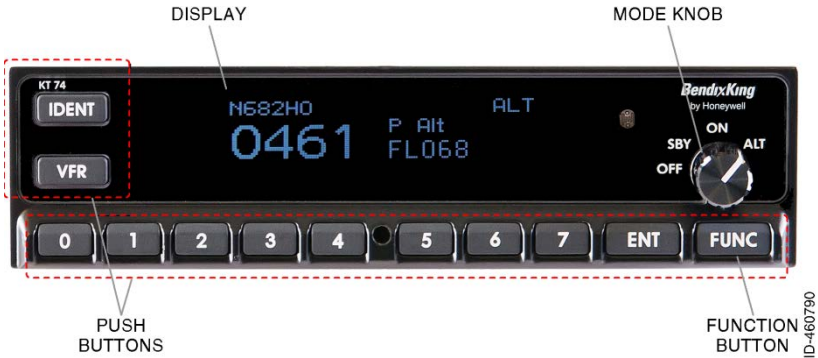 DISPLAY
MODE KNOB
KT 74
IDENT
VFR
N682HO
0461
P Alt
FL068
ALT
BendixKing
by Honeywell
OFF
SBY
ON
ALT
0 1 2 3 4 5 6 7 ENT FUNC
PUSH
BUTTONS
FUNCTION
BUTTON
ID-460790